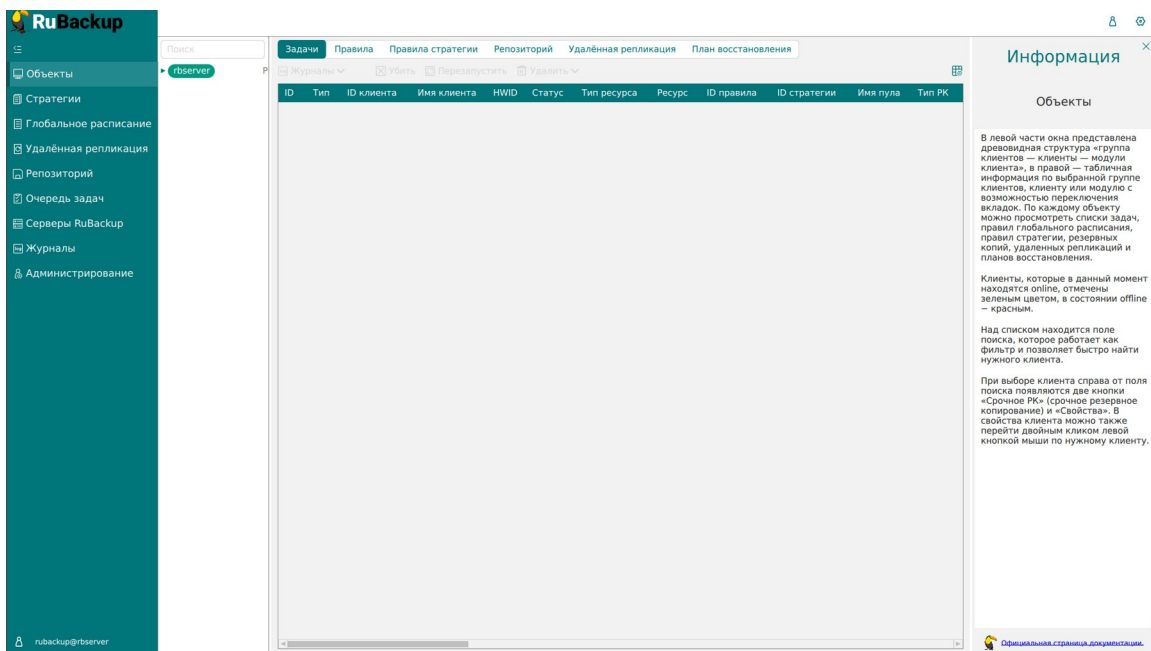 RuBackup
Объекты
Стратегии
Глобальное расписание
Удалённая репликация
Репозиторий
Очередь задач
Серверы RuBackup
Журналы
Администрирование
rubackup@rbserver
Поиск
rbserver
Р
Задачи Правила Правила стратегии Репозиторий Удалённая репликация План восстановления
Журналы Убить Перезапустить Удалить
ID Тип ID клиента Имя клиента HWID Статус Тип ресурса Ресурс ID правила ID стратегии Имя пула Тип РК
Информация
Объекты
В левой части окна представлена
древовидная структура «группа
клиентов — клиенты — модули
клиента», в правой — табличная
информация по выбранной группе
клиентов, клиенту или модулю с
возможностью переключения
вкладок. По каждому объекту
можно просмотреть списки задач,
правил глобального расписания,
правил стратегии, резервных
копий, удаленных репликаций и
планов восстановления.
Клиенты, которые в данный момент
находятся online, отмечены
зеленым цветом, в состоянии offline
− красным.
Над списком находится поле
поиска, которое работает как
фильтр и позволяет быстро найти
нужного клиента.
При выборе клиента справа от поля
поиска появляются две кнопки
«Срочное РК» (срочное резервное
копирование) и «Свойства». В
свойства клиента можно также
перейти двойным кликом левой
кнопкой мыши по нужному клиенту.
Официальная страница документации.